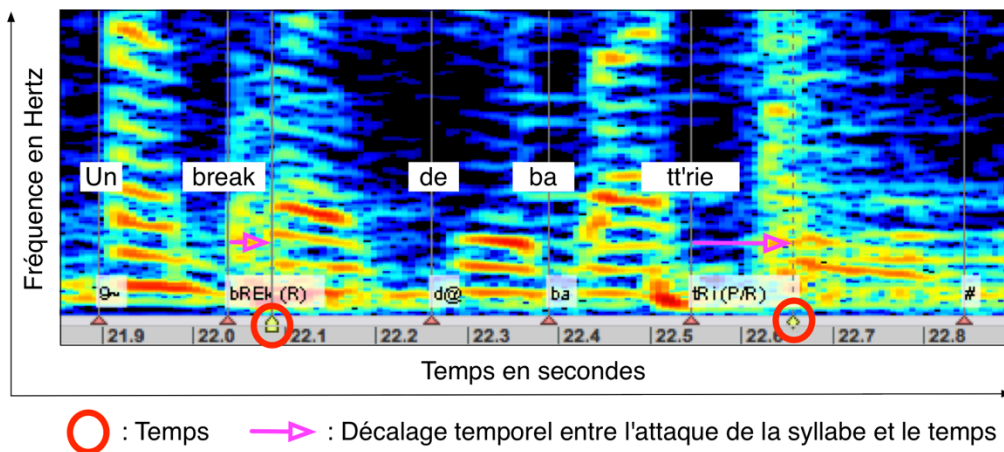 Fréquence en Hertz
Un break de ba tt'rie
9~ bREk (R) d@ ba tRi (P/R) #
21.9 22.0 22.1 22.2 22.3 22.4 22.5 22.6 22.7 22.8
Temps en secondes
: Temps : Décalage temporel entre l'attaque de la syllabe et le temps